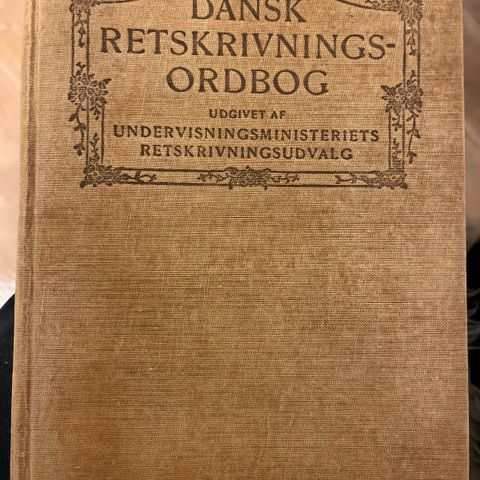 DANSK
RETSKRIVNINGS-
ORDBOG
UDGIVET AF
UNDERVISNINGSMINISTERIETS
RETSKRIVNINGSUDVALG